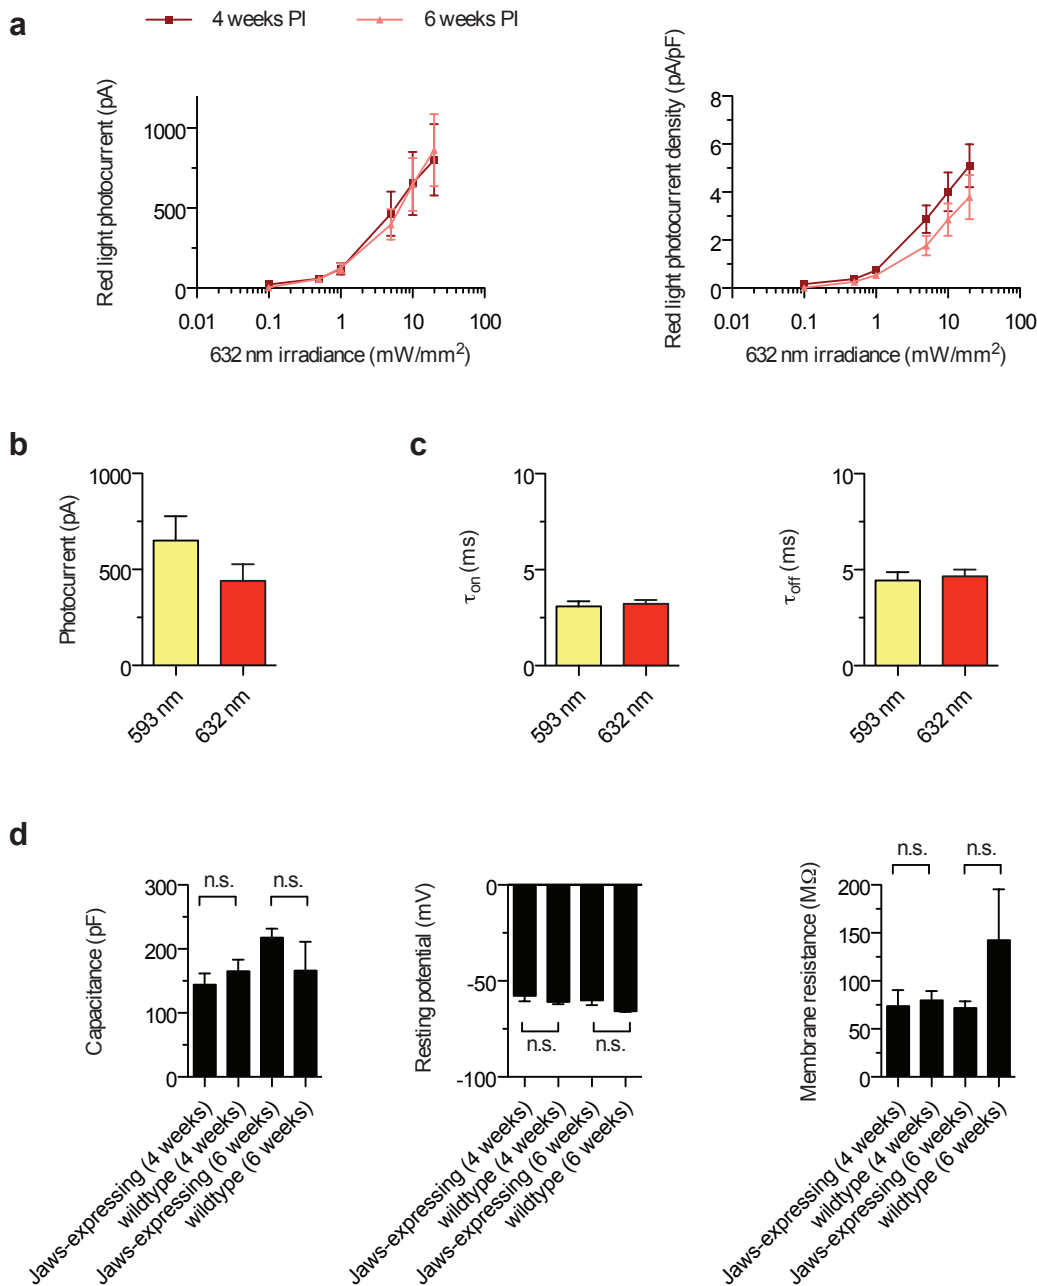 a
4 weeks PI
6 weeks PI
Red light photocurrent (pA)
1000
500
0
0.01 0.1 1 10 100
632 nm irradiance (mW/mm²)
Red light photocurrent density (pA/pF)
8
6
4
2
0
0.01 0.1 1 10 100
632 nm irradiance (mW/mm²)
b
Photocurrent (pA)
1000
500
0
593 nm
632 nm
c
τon (ms)
10
5
0
593 nm
632 nm
τoff (ms)
10
5
0
593 nm
632 nm
d
Capacitance (pF)
300
200
100
0
n.s.
n.s.
Jaws-expressing (4 weeks)
wildtype (4 weeks)
Jaws-expressing (6 weeks)
wildtype (6 weeks)
Resting potential (mV)
0
-50
-100
n.s.
n.s.
Jaws-expressing (4 weeks)
wildtype (4 weeks)
Jaws-expressing (6 weeks)
wildtype (6 weeks)
Membrane resistance (MΩ)
200
150
100
50
0
n.s.
n.s.
Jaws-expressing (4 weeks)
wildtype (4 weeks)
Jaws-expressing (6 weeks)
wildtype (6 weeks)